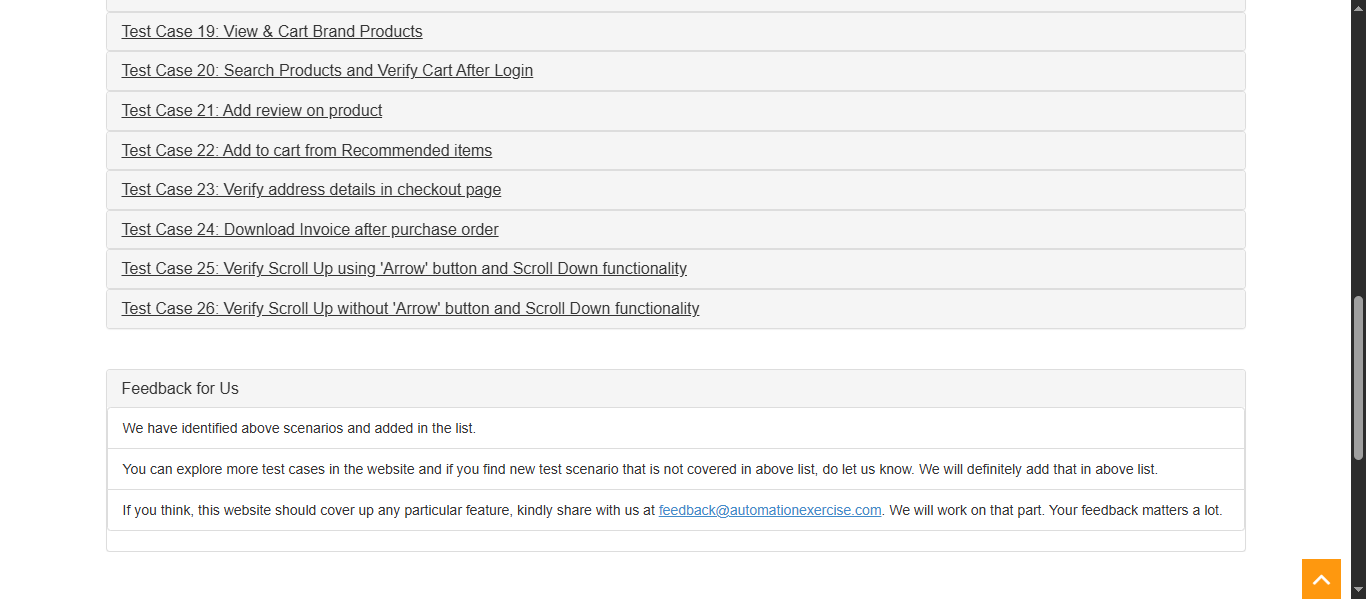 Test Case 19: View & Cart Brand Products
Test Case 20: Search Products and Verify Cart After Login
Test Case 21: Add review on product
Test Case 22: Add to cart from Recommended items
Test Case 23: Verify address details in checkout page
Test Case 24: Download Invoice after purchase order
Test Case 25: Verify Scroll Up using 'Arrow' button and Scroll Down functionality
Test Case 26: Verify Scroll Up without 'Arrow' button and Scroll Down functionality
Feedback for Us
We have identified above scenarios and added in the list.
You can explore more test cases in the website and if you find new test scenario that is not covered in above list, do let us know. We will definitely add that in above list.
If you think, this website should cover up any particular feature, kindly share with us at feedback@automationexercise.com. We will work on that part. Your feedback matters a lot.